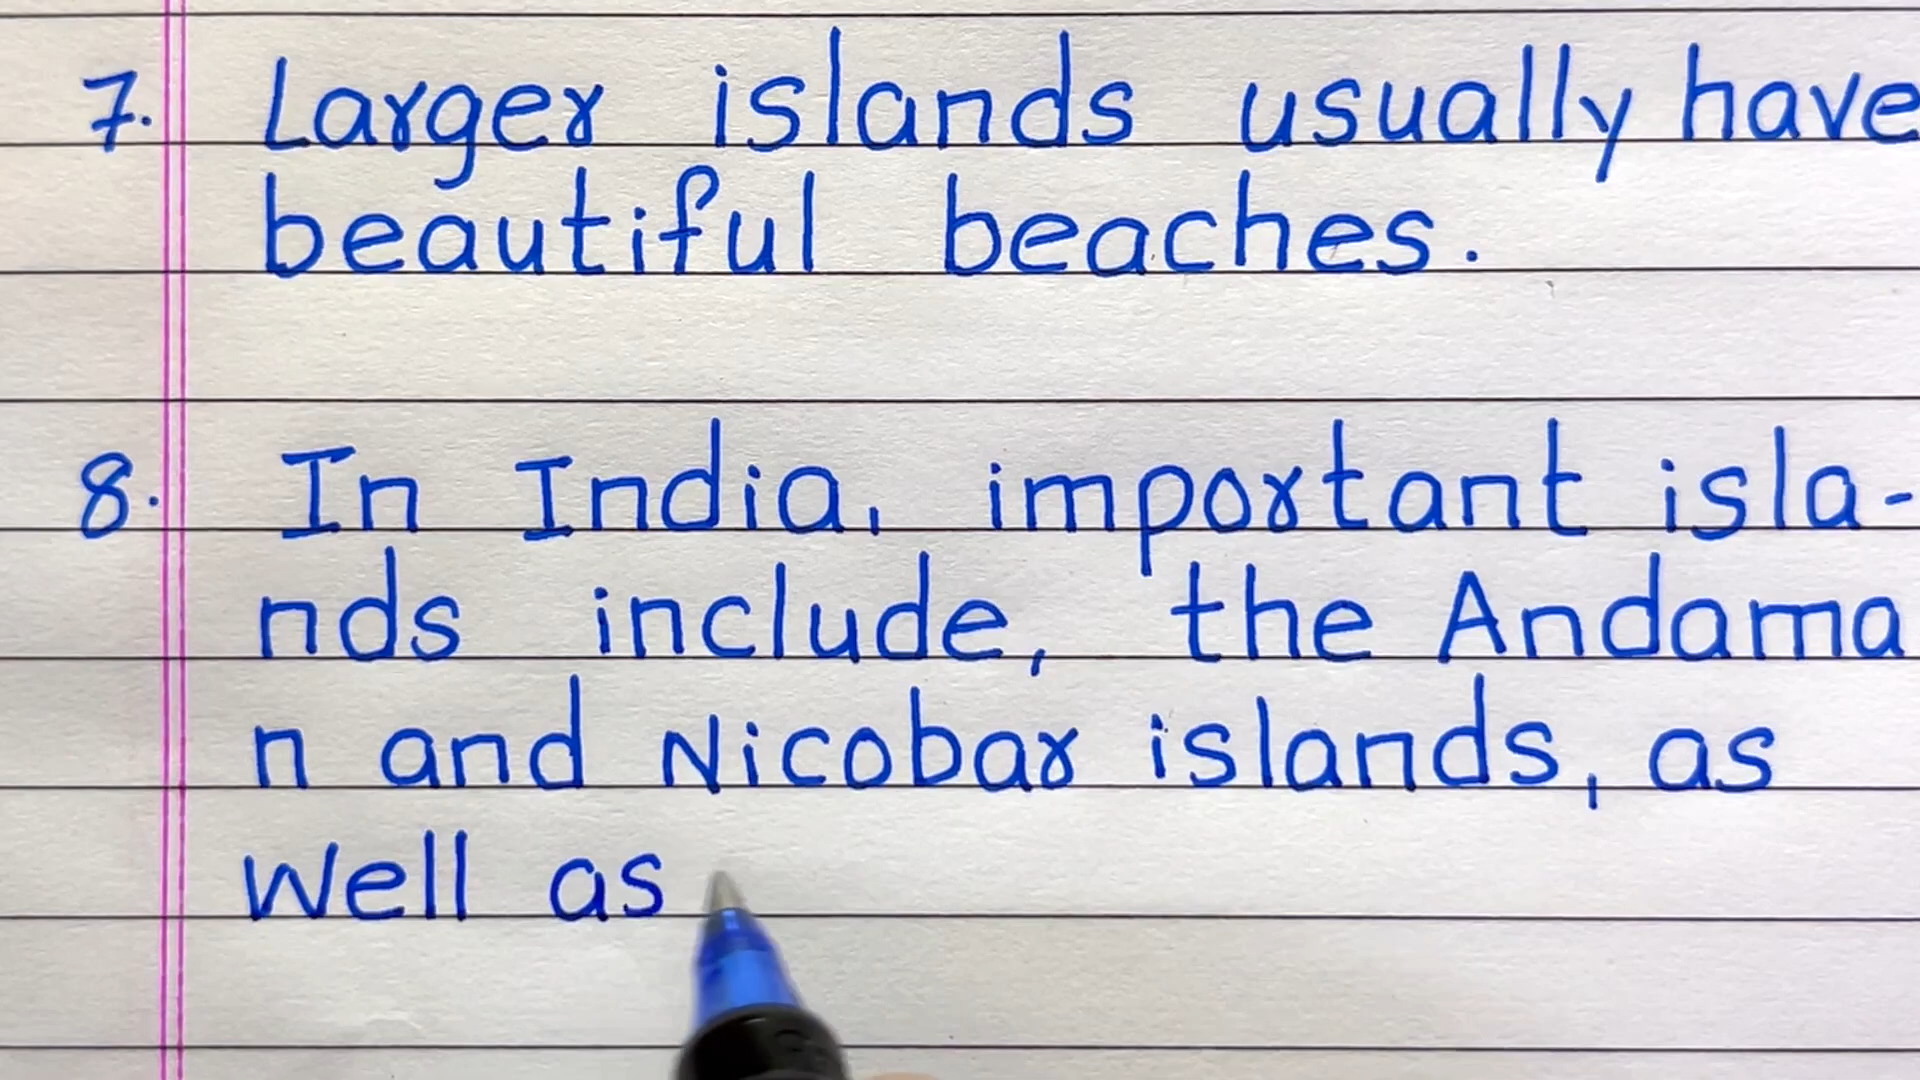 7. Larger islands usually have
beautiful beaches.
8. In India, important isla-
nds include, the Andama
n and Nicobar islands, as
well as